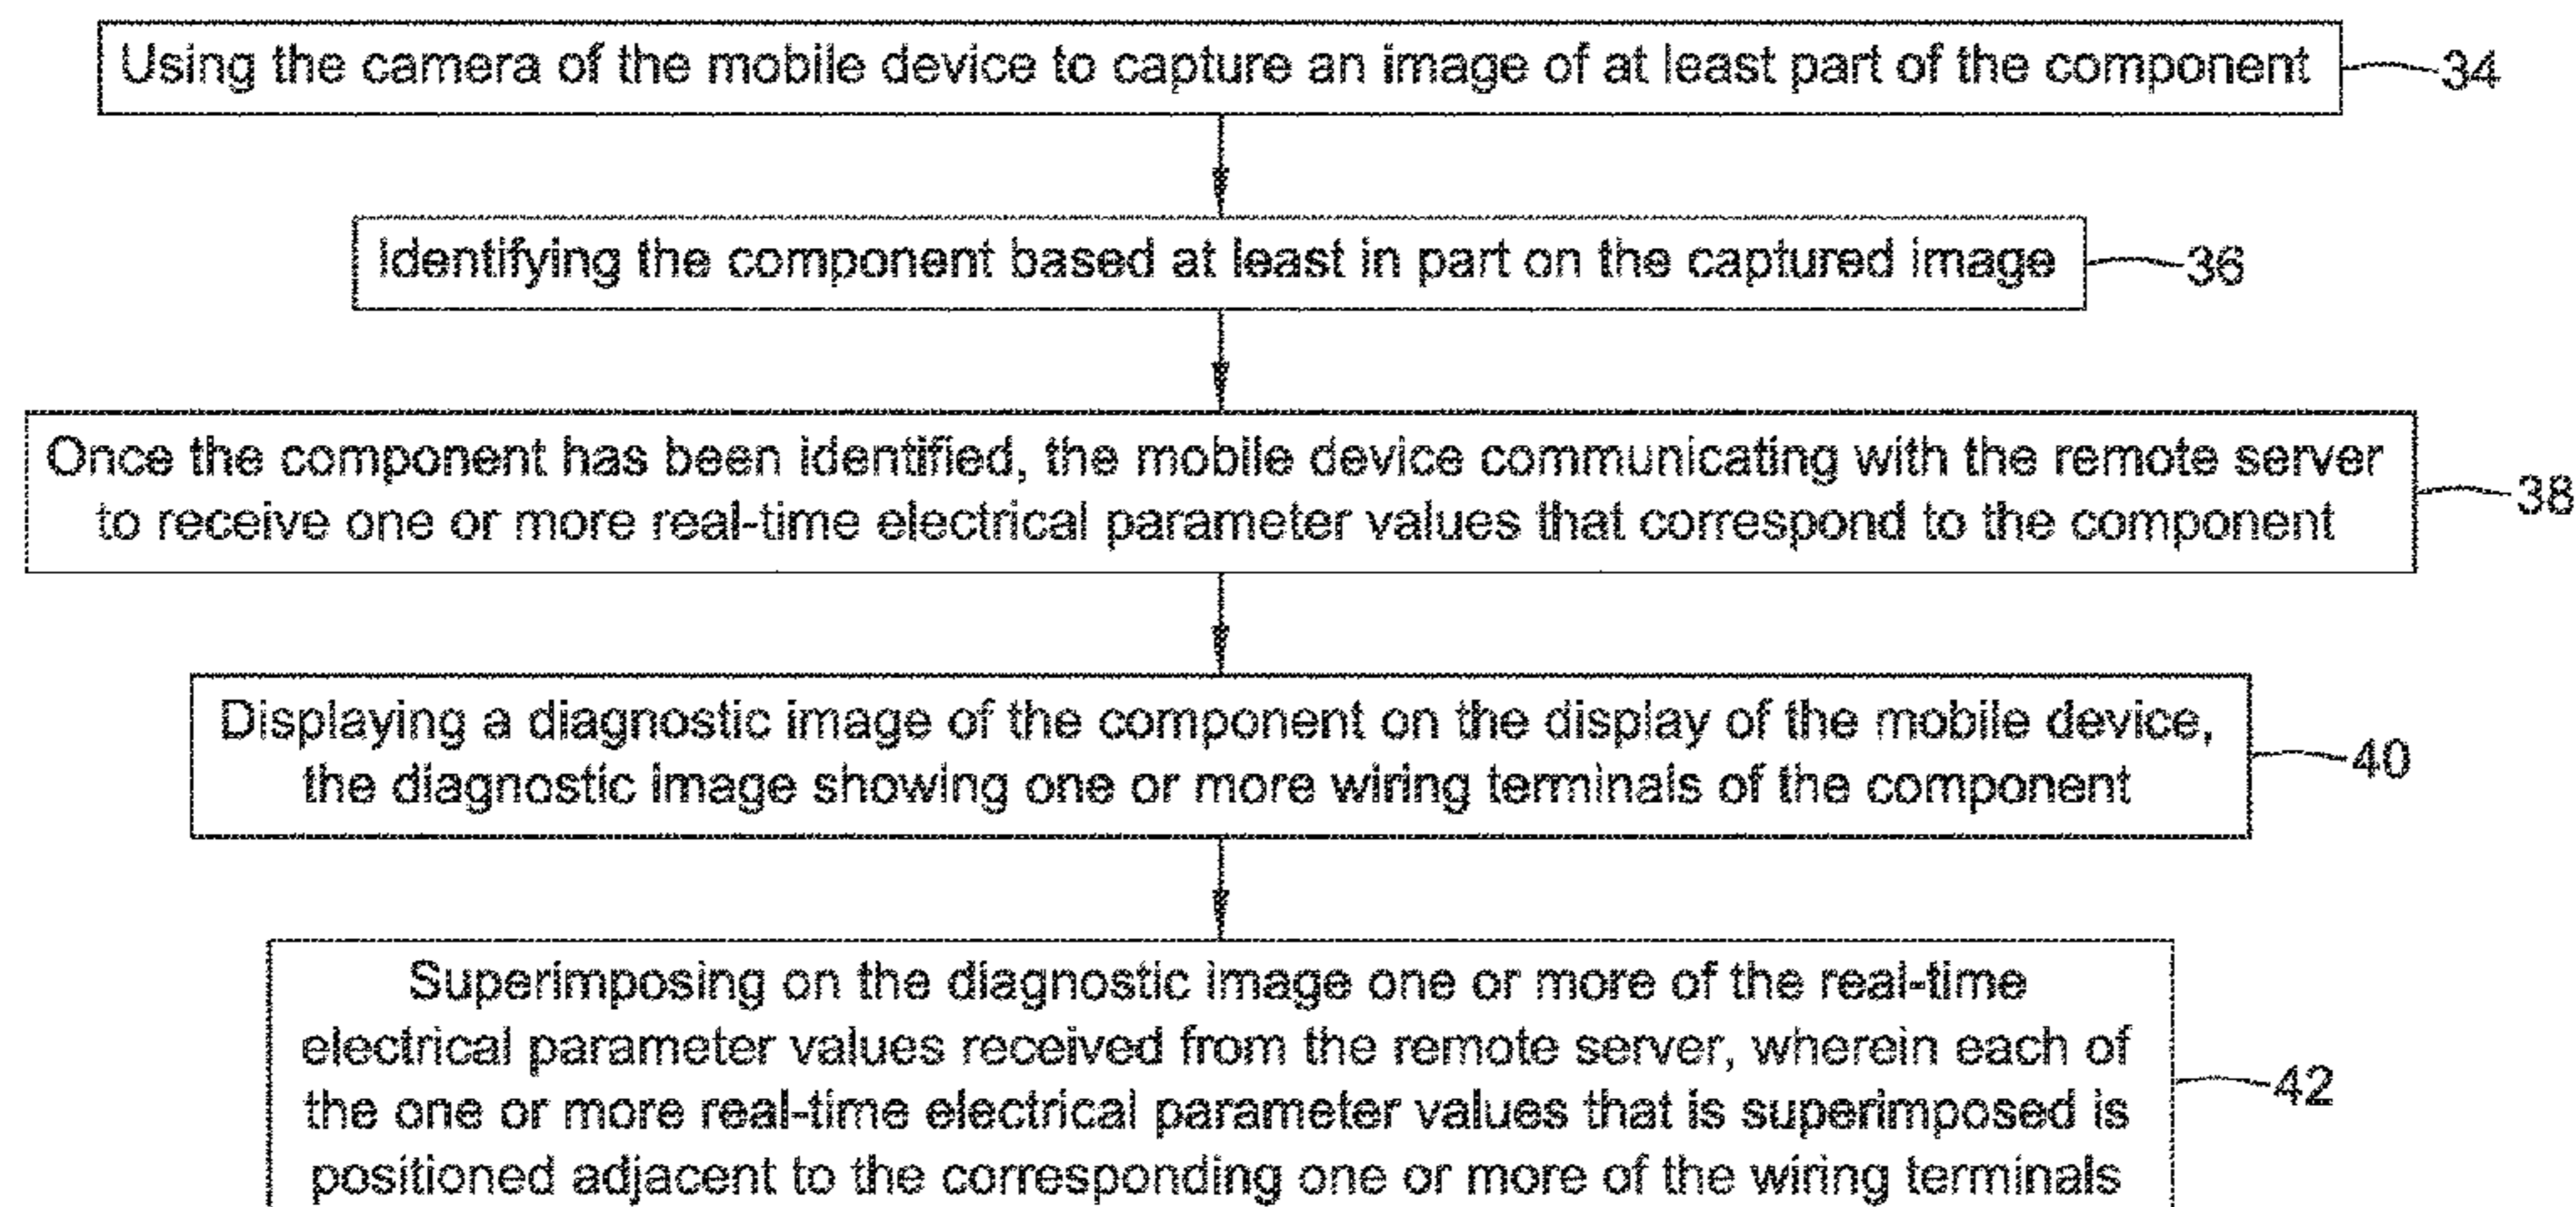 Using the camera of the mobile device to capture an image of at least part of the component
34
Identifying the component based at least in part on the captured image
36
Once the component has been identified, the mobile device communicating with the remote server
to receive one or more real-time electrical parameter values that correspond to the component
38
Displaying a diagnostic image of the component on the display of the mobile device,
the diagnostic image showing one or more wiring terminals of the component
40
Superimposing on the diagnostic image one or more of the real-time
electrical parameter values received from the remote server, wherein each of
the one or more real-time electrical parameter values that is superimposed is
positioned adjacent to the corresponding one or more of the wiring terminals
42